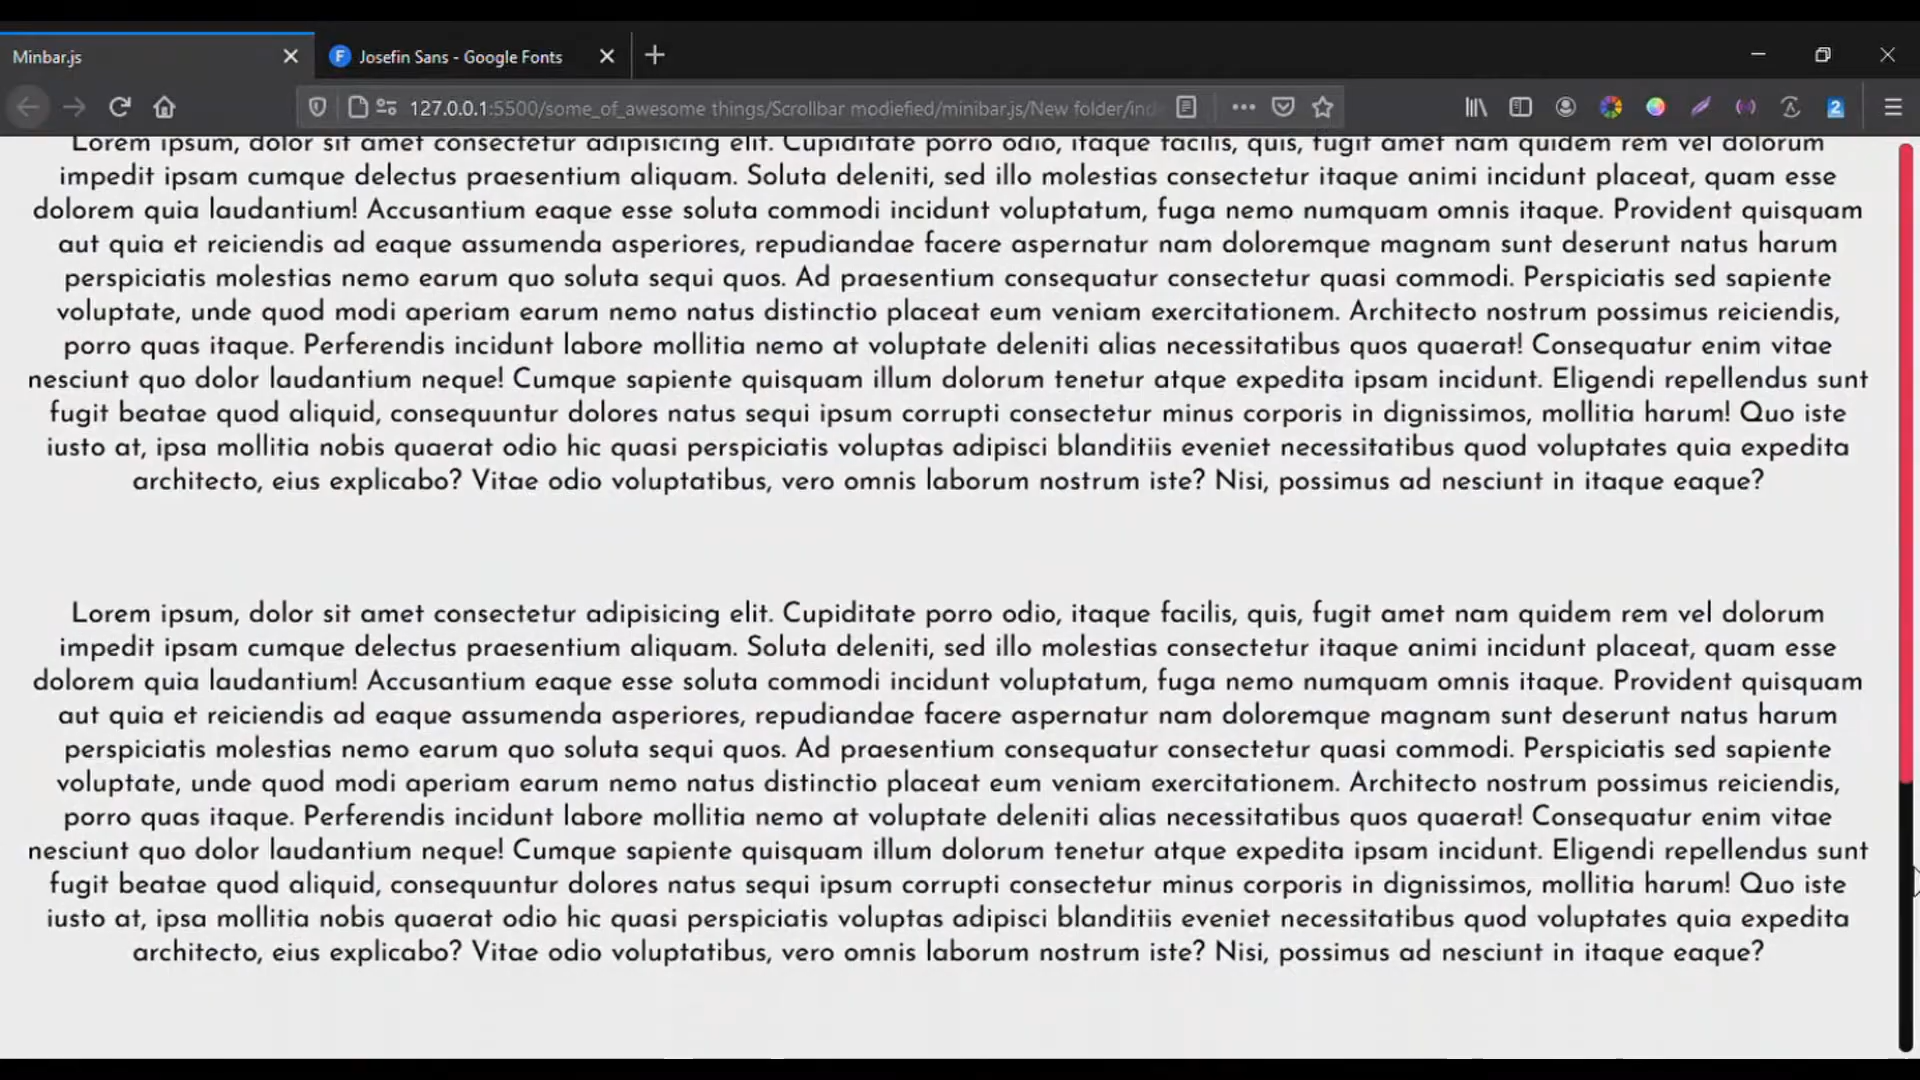 Minbar.js
Josefin Sans - Google Fonts
127.0.0.1:5500/some_of_awesome things/Scrollbar modiefied/minibar.js/New folder/ind
2
Lorem ipsum, dolor sit amet consectetur adipisicing elit. Cupiditate porro odio, itaque facilis, quis, fugit amet nam quidem rem vel dolorum
impedit ipsam cumque delectus praesentium aliquam. Soluta deleniti, sed illo molestias consectetur itaque animi incidunt placeat, quam esse
dolorem quia laudantium! Accusantium eaque esse soluta commodi incidunt voluptatum, fuga nemo numquam omnis itaque. Provident quisquam
aut quia et reiciendis ad eaque assumenda asperiores, repudiandae facere aspernatur nam doloremque magnam sunt deserunt natus harum
perspiciatis molestias nemo earum quo soluta sequi quos. Ad praesentium consequatur consectetur quasi commodi. Perspiciatis sed sapiente
voluptate, unde quod modi aperiam earum nemo natus distinctio placeat eum veniam exercitationem. Architecto nostrum possimus reiciendis,
porro quas itaque. Perferendis incidunt labore mollitia nemo at voluptate deleniti alias necessitatibus quos quaerat! Consequatur enim vitae
nesciunt quo dolor laudantium neque! Cumque sapiente quisquam illum dolorum tenetur atque expedita ipsam incidunt. Eligendi repellendus sunt
fugit beatae quod aliquid, consequuntur dolores natus sequi ipsum corrupti consectetur minus corporis in dignissimos, mollitia harum! Quo iste
iusto at, ipsa mollitia nobis quaerat odio hic quasi perspiciatis voluptas adipisci blanditiis eveniet necessitatibus quod voluptates quia expedita
architecto, eius explicabo? Vitae odio voluptatibus, vero omnis laborum nostrum iste? Nisi, possimus ad nesciunt in itaque eaque?
Lorem ipsum, dolor sit amet consectetur adipisicing elit. Cupiditate porro odio, itaque facilis, quis, fugit amet nam quidem rem vel dolorum
impedit ipsam cumque delectus praesentium aliquam. Soluta deleniti, sed illo molestias consectetur itaque animi incidunt placeat, quam esse
dolorem quia laudantium! Accusantium eaque esse soluta commodi incidunt voluptatum, fuga nemo numquam omnis itaque. Provident quisquam
aut quia et reiciendis ad eaque assumenda asperiores, repudiandae facere aspernatur nam doloremque magnam sunt deserunt natus harum
perspiciatis molestias nemo earum quo soluta sequi quos. Ad praesentium consequatur consectetur quasi commodi. Perspiciatis sed sapiente
voluptate, unde quod modi aperiam earum nemo natus distinctio placeat eum veniam exercitationem. Architecto nostrum possimus reiciendis,
porro quas itaque. Perferendis incidunt labore mollitia nemo at voluptate deleniti alias necessitatibus quos quaerat! Consequatur enim vitae
nesciunt quo dolor laudantium neque! Cumque sapiente quisquam illum dolorum tenetur atque expedita ipsam incidunt. Eligendi repellendus sunt
fugit beatae quod aliquid, consequuntur dolores natus sequi ipsum corrupti consectetur minus corporis in dignissimos, mollitia harum! Quo iste
iusto at, ipsa mollitia nobis quaerat odio hic quasi perspiciatis voluptas adipisci blanditiis eveniet necessitatibus quod voluptates quia expedita
architecto, eius explicabo? Vitae odio voluptatibus, vero omnis laborum nostrum iste? Nisi, possimus ad nesciunt in itaque eaque?